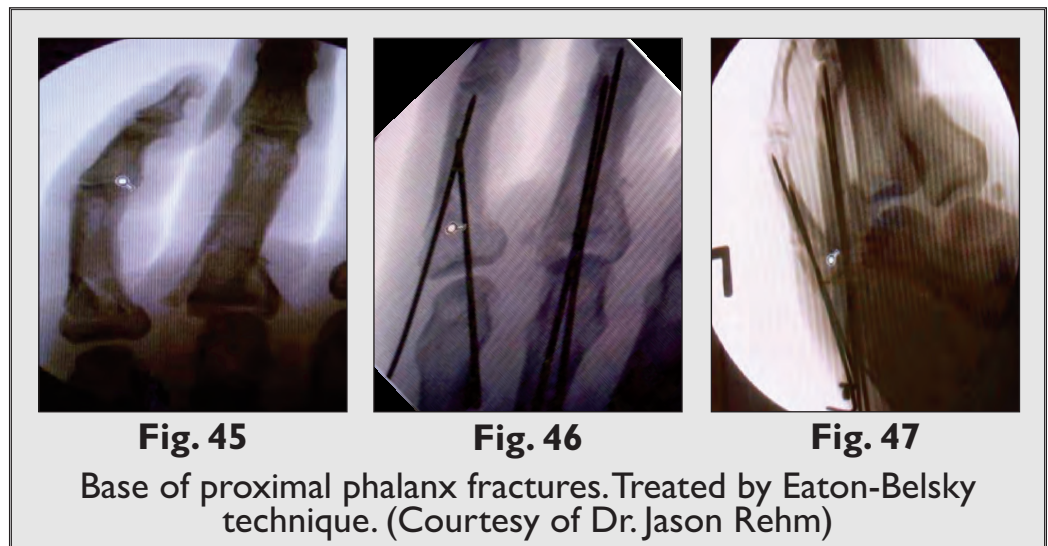 Fig. 45
Fig. 46
Fig. 47
Base of proximal phalanx fractures. Treated by Eaton-Belsky
technique. (Courtesy of Dr. Jason Rehm)